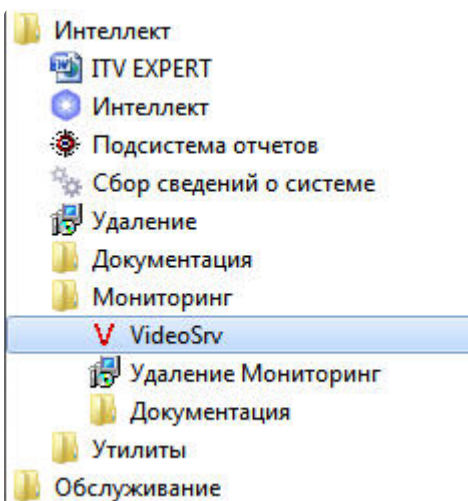 Интеллект
ITV EXPERT
Интеллект
Подсистема отчетов
Сбор сведений о системе
Удаление
Документация
Мониторинг
VideoSrv
Удаление Мониторинг
Документация
Утилиты
Обслуживание